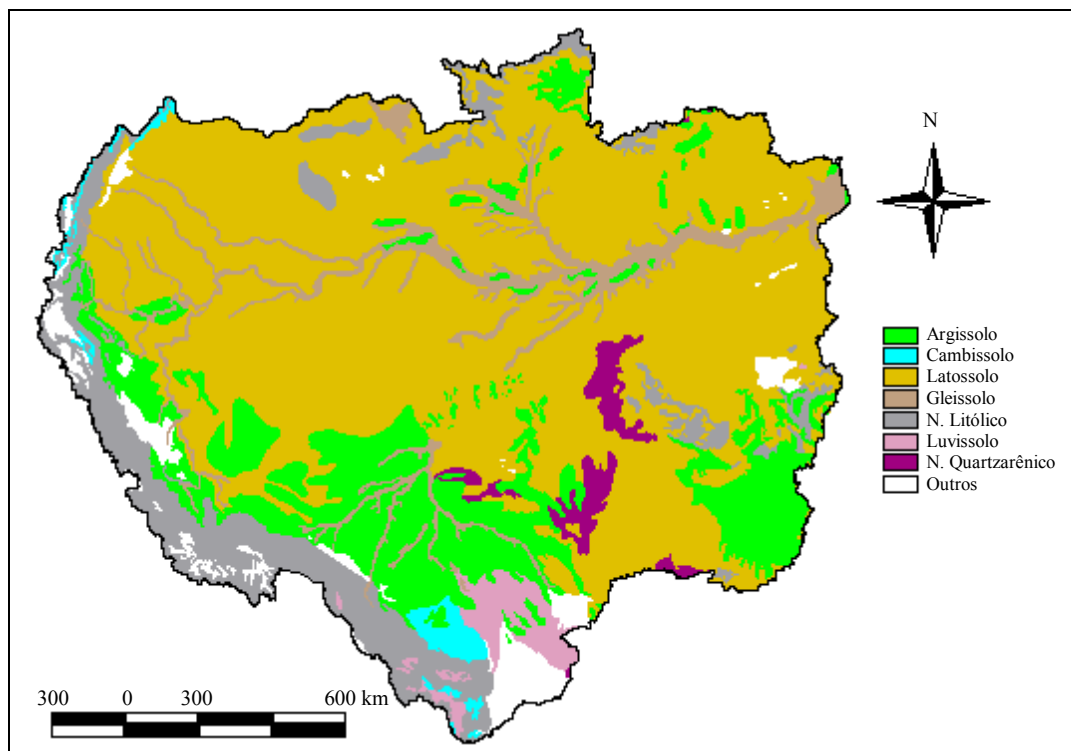 N
Argissolo
Cambissolo
Latossolo
Gleissolo
N. Litólico
Luvissolo
N. Quartzarênico
Outros
300 0 300 600 km